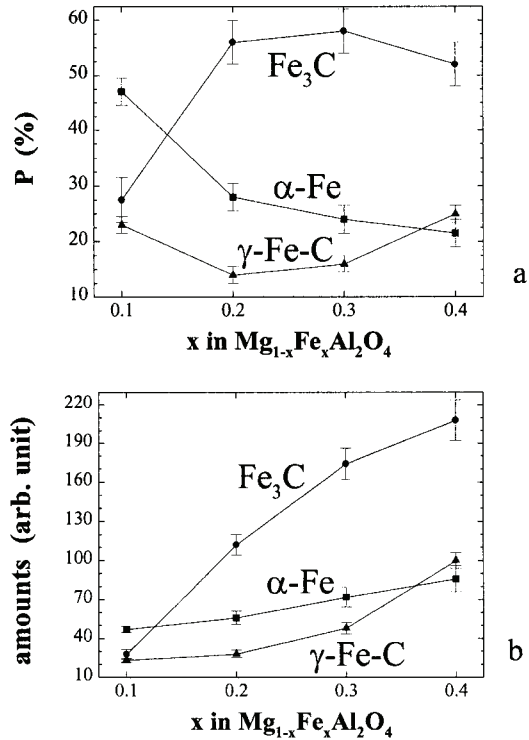 60
50
40
30
20
10
P (%)
Fe₃C
α-Fe
γ-Fe-C
a
0.1 0.2 0.3 0.4
x in Mg₁₋ₓFeₓAl₂O₄
220
190
160
130
100
70
40
10
amounts (arb. unit)
Fe₃C
α-Fe
γ-Fe-C
b
0.1 0.2 0.3 0.4
x in Mg₁₋ₓFeₓAl₂O₄